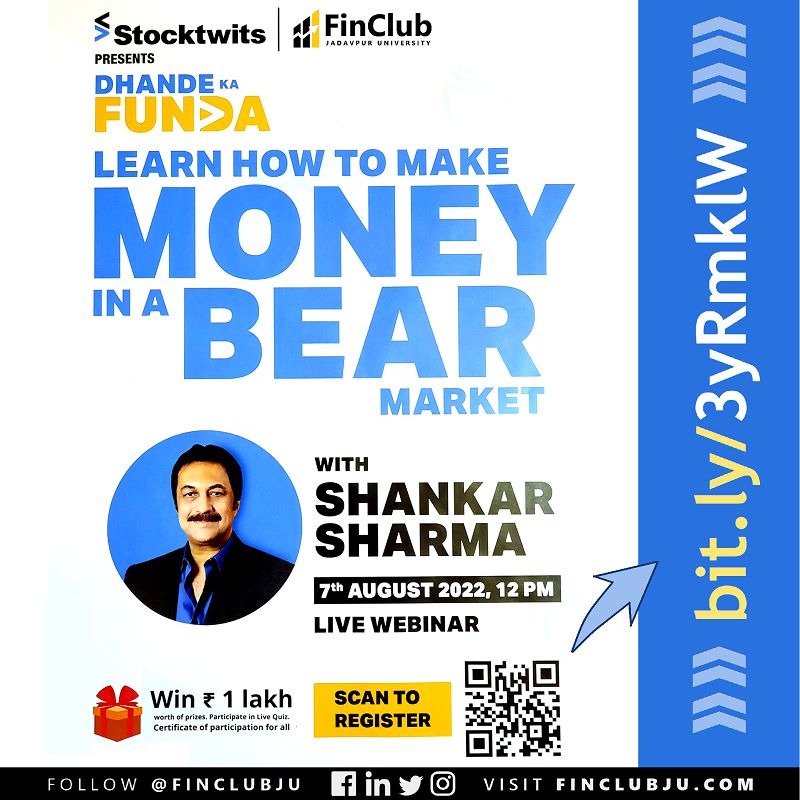 Stocktwits | FinClub
JADAVPUR UNIVERSITY
PRESENTS
DHANDE KA
FUNDA
LEARN HOW TO MAKE
MONEY
IN A BEAR
MARKET
WITH
SHANKAR
SHARMA
7th AUGUST 2022, 12 PM
LIVE WEBINAR
Win ₹ 1 lakh
worth of prizes. Participate in Live Quiz.
Certificate of participation for all
SCAN TO
REGISTER
bit.ly/3yRmklW
FOLLOW @FINCLUBJU
VISIT FINCLUBJU.COM